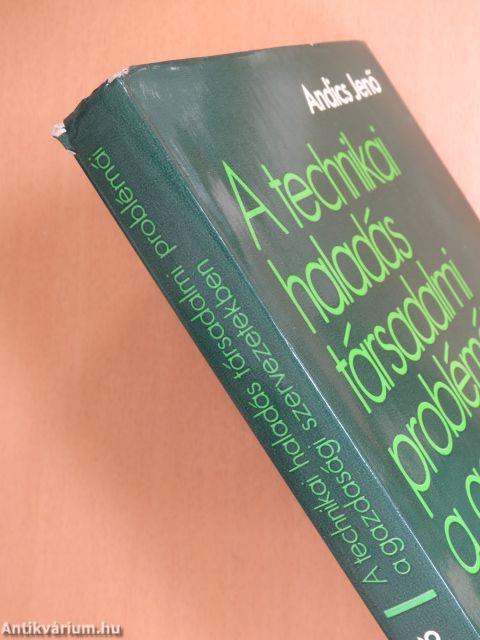 Andics Jenő
A technikai
haladás
társadalmi
problém
a g
A technikai haladás társadalmi problémái
a gazdasági szervezetekben
Antikvárium.hu